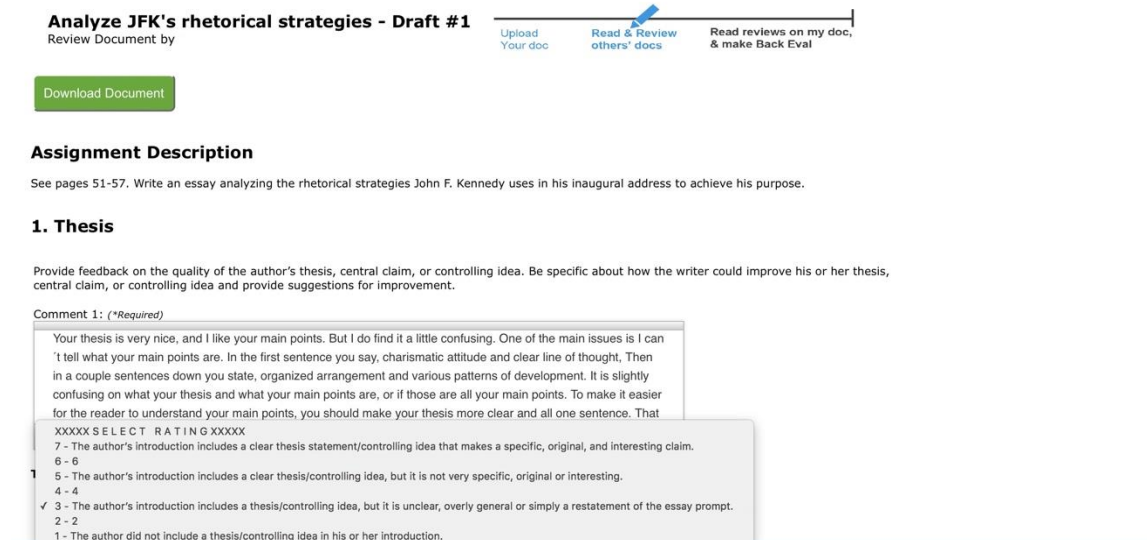 Analyze JFK's rhetorical strategies - Draft #1
Review Document by
Upload
Your doc
Read & Review
others' docs
Read reviews on my doc,
& make Back Eval
Download Document
Assignment Description
See pages 51-57. Write an essay analyzing the rhetorical strategies John F. Kennedy uses in his inaugural address to achieve his purpose.
1. Thesis
Provide feedback on the quality of the author's thesis, central claim, or controlling idea. Be specific about how the writer could improve his or her thesis,
central claim, or controlling idea and provide suggestions for improvement.
Comment 1: (*Required)
Your thesis is very nice, and I like your main points. But I do find it a little confusing. One of the main issues is I can
´t tell what your main points are. In the first sentence you say, charismatic attitude and clear line of thought, Then
in a couple sentences down you state, organized arrangement and various patterns of development. It is slightly
confusing on what your thesis and what your main points are, or if those are all your main points. To make it easier
for the reader to understand your main points, you should make your thesis more clear and all one sentence. That
XXXXX S E L E C T R A T I N G XXXXX
7 - The author's introduction includes a clear thesis statement/controlling idea that makes a specific, original, and interesting claim.
6 - 6
5 - The author's introduction includes a clear thesis/controlling idea, but it is not very specific, original or interesting.
4 - 4
✓ 3 - The author's introduction includes a thesis/controlling idea, but it is unclear, overly general or simply a restatement of the essay prompt.
2 - 2
1 - The author did not include a thesis/controlling idea in his or her introduction.